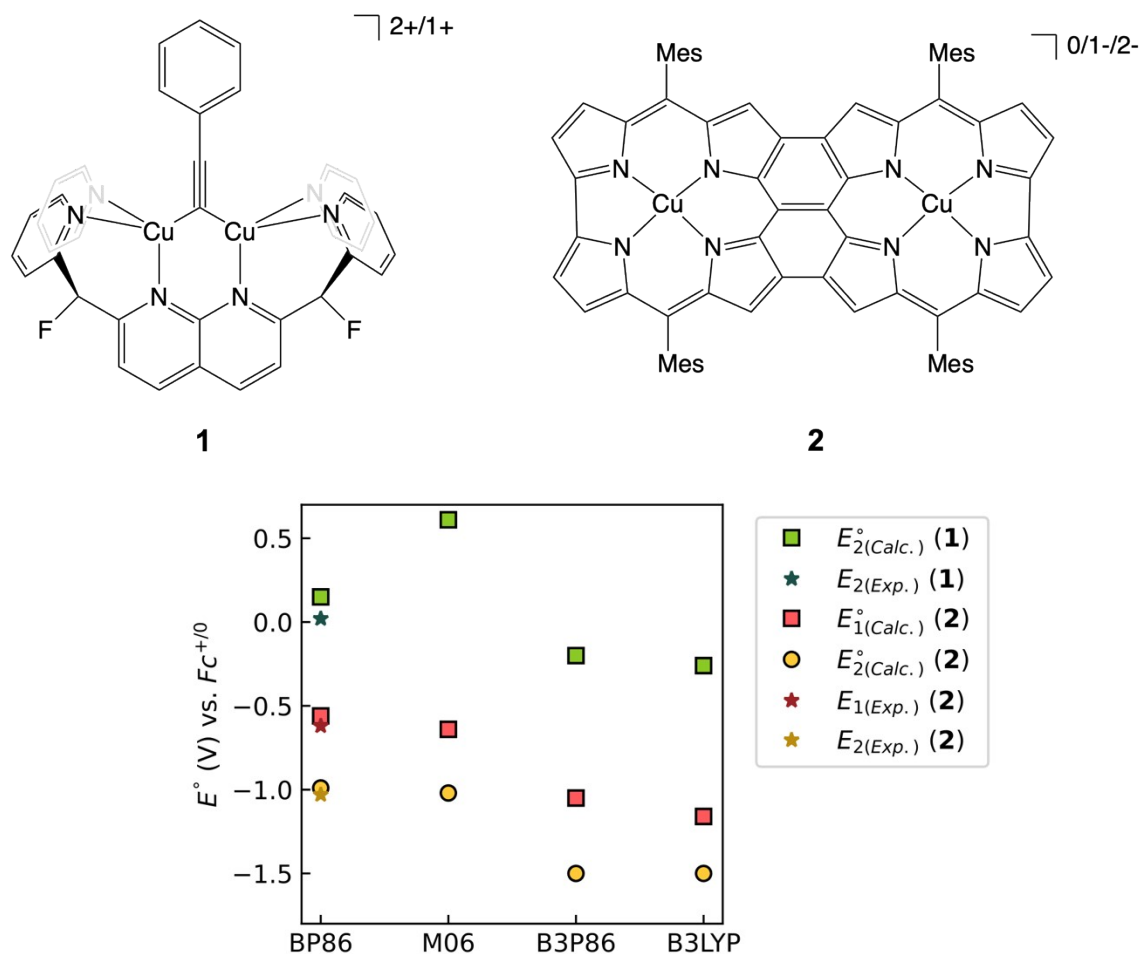 2+/1+
0/1-/2-
Mes Mes
N N N N
N N
Cu Cu
Cu Cu
N N
N N N N
F F
Mes Mes
1
2
E° (V) vs. Fc+/0
0.5
0.0
−0.5
−1.0
−1.5
BP86 M06 B3P86 B3LYP
E°2(Calc.) (1)
E2(Exp.) (1)
E°1(Calc.) (2)
E°2(Calc.) (2)
E1(Exp.) (2)
E2(Exp.) (2)